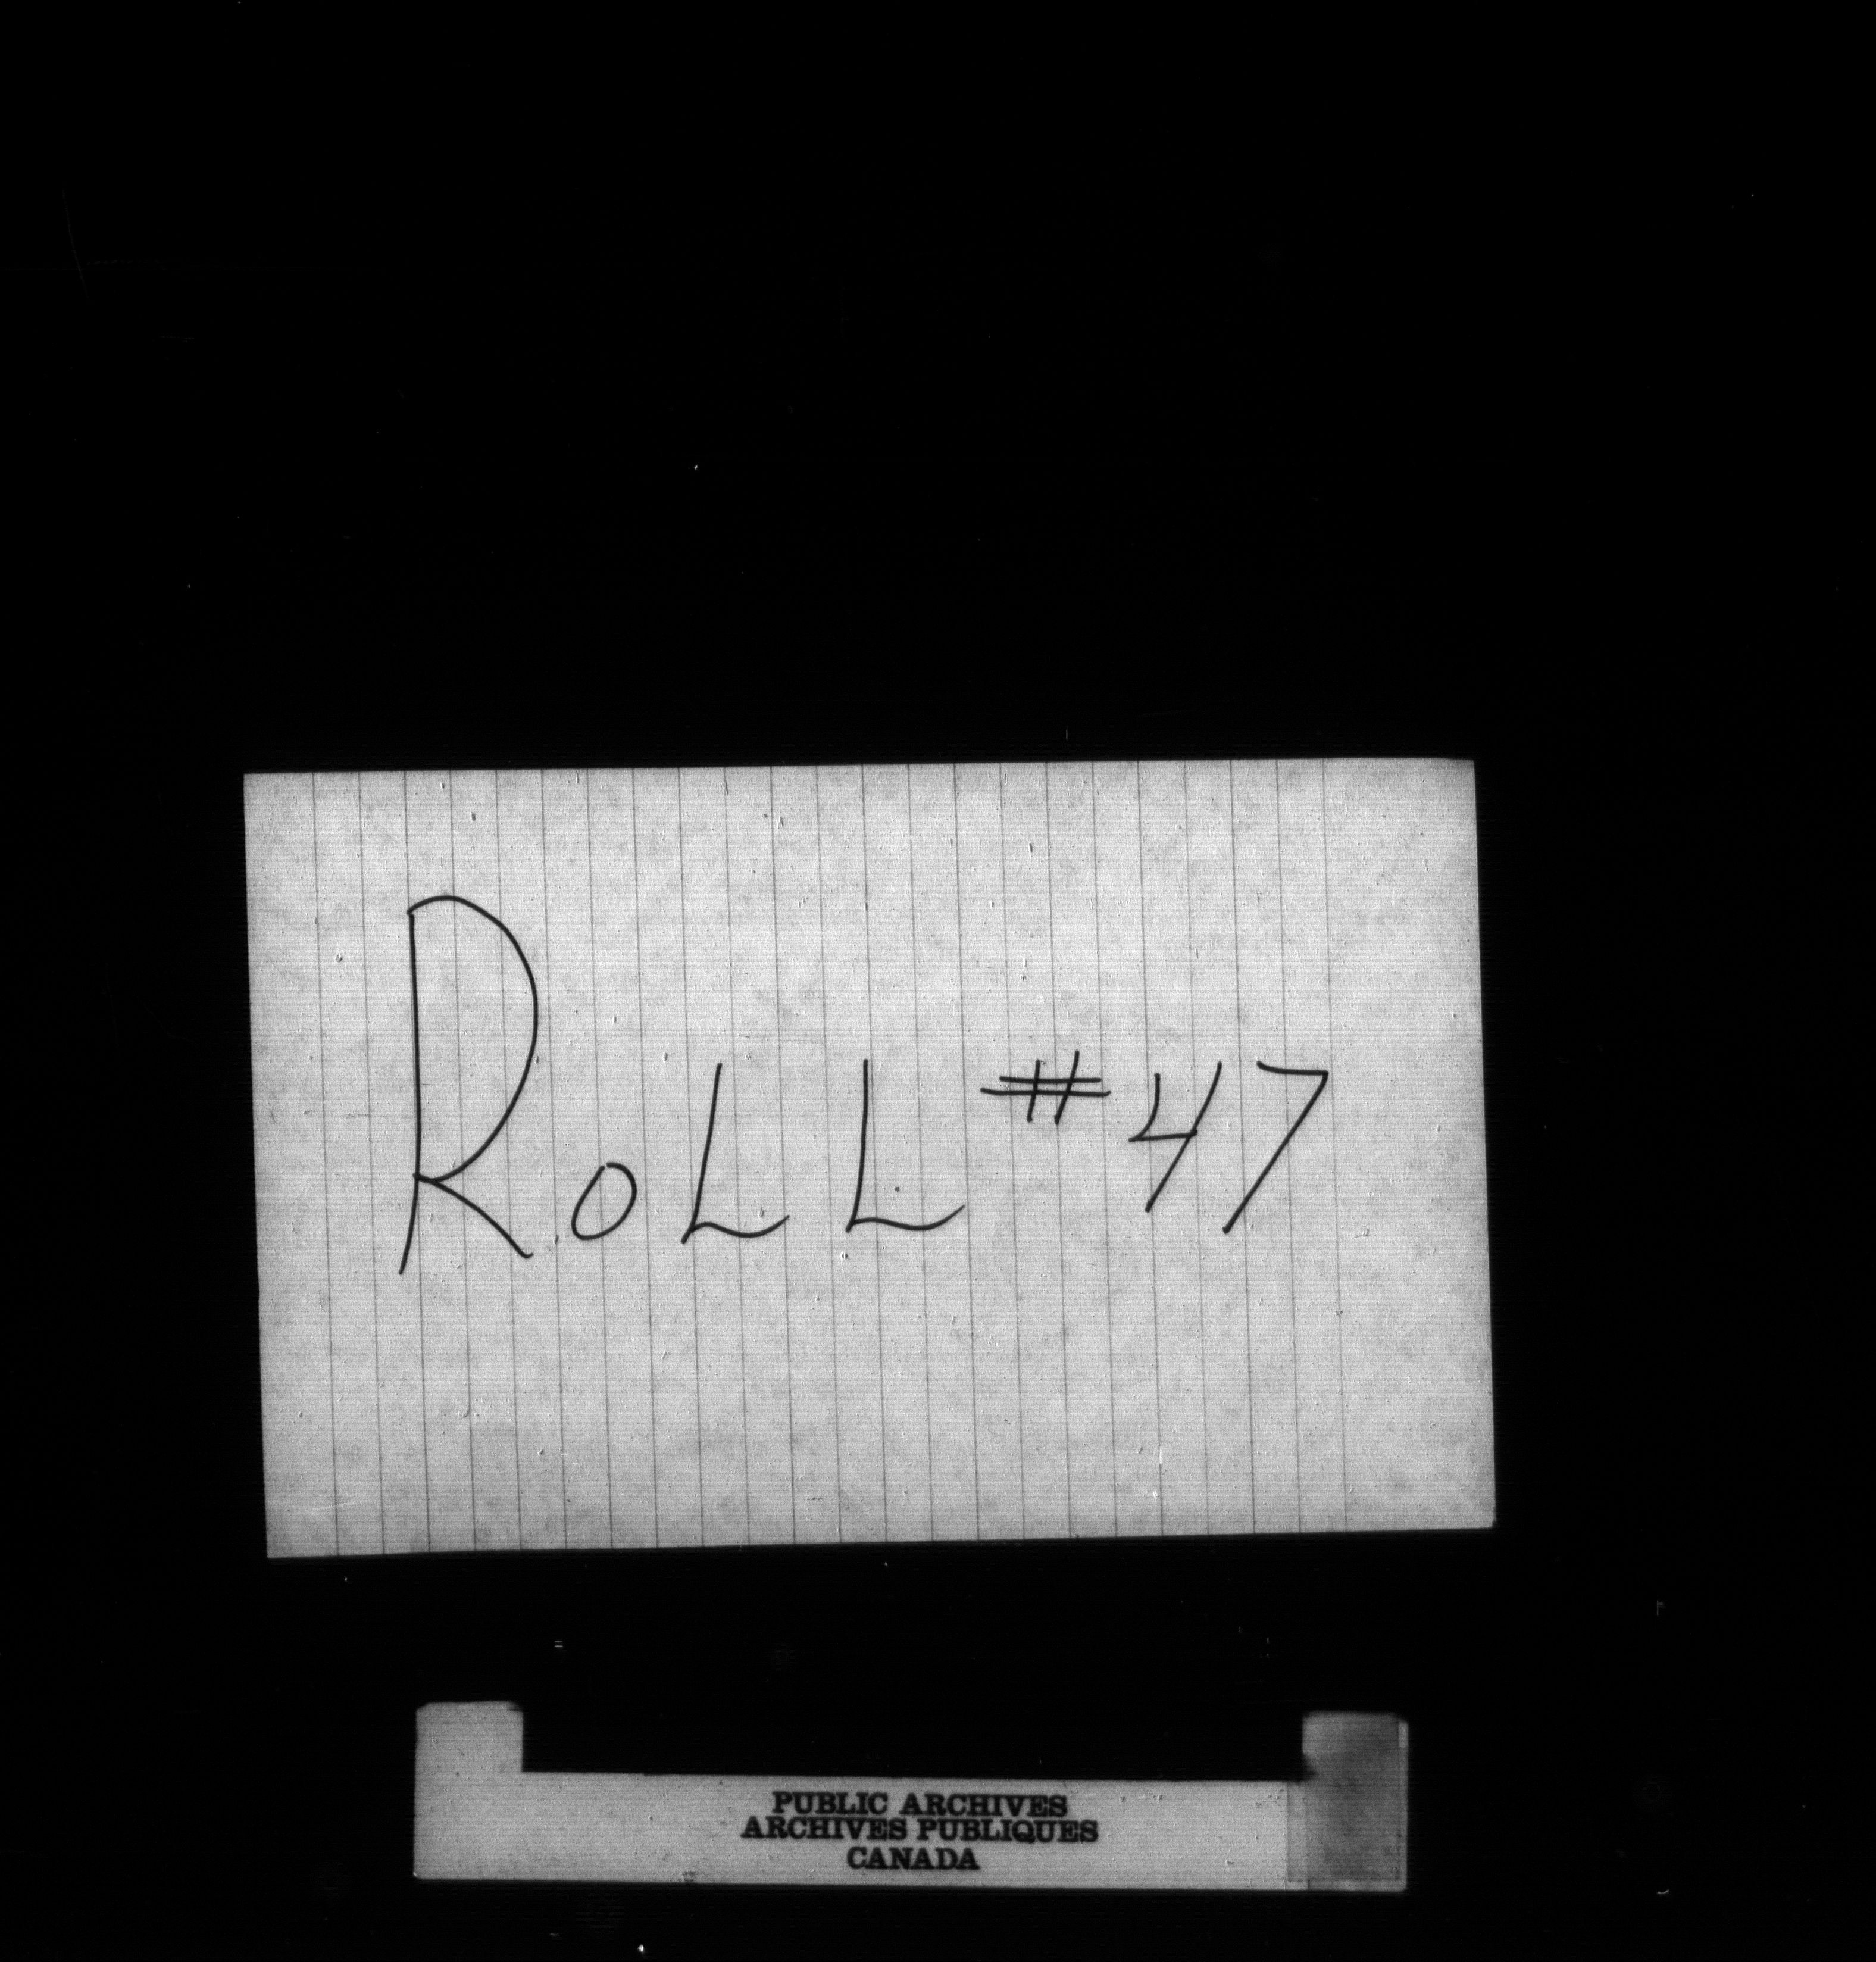 RoLL # 47
PUBLIC ARCHIVES
ARCHIVES PUBLIQUES
CANADA